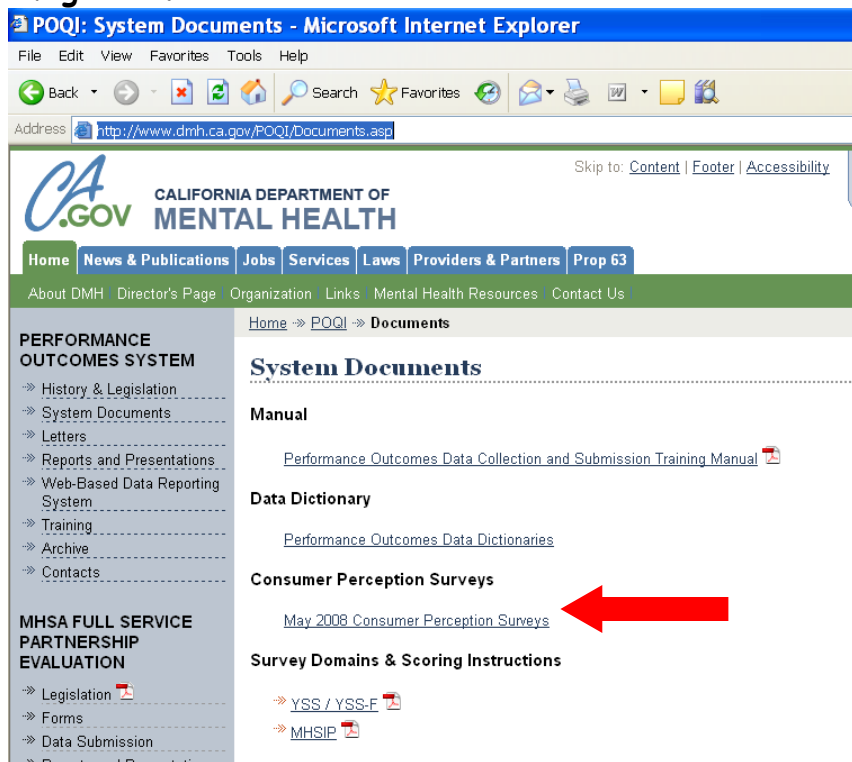 POQI: System Documents - Microsoft Internet Explorer
File Edit View Favorites Tools Help
Back Search Favorites
Address http://www.dmh.ca.gov/POQI/Documents.asp
Skip to: Content | Footer | Accessibility
CA.GOV
CALIFORNIA DEPARTMENT OF
MENTAL HEALTH
Home News & Publications Jobs Services Laws Providers & Partners Prop 63
About DMH | Director's Page | Organization | Links | Mental Health Resources | Contact Us |
Home POQI Documents
PERFORMANCE
OUTCOMES SYSTEM
History & Legislation
System Documents
Letters
Reports and Presentations
Web-Based Data Reporting
System
Training
Archive
Contacts
MHSA FULL SERVICE
PARTNERSHIP
EVALUATION
Legislation
Forms
Data Submission
System Documents
Manual
Performance Outcomes Data Collection and Submission Training Manual
Data Dictionary
Performance Outcomes Data Dictionaries
Consumer Perception Surveys
May 2008 Consumer Perception Surveys
Survey Domains & Scoring Instructions
YSS / YSS-F
MHSIP